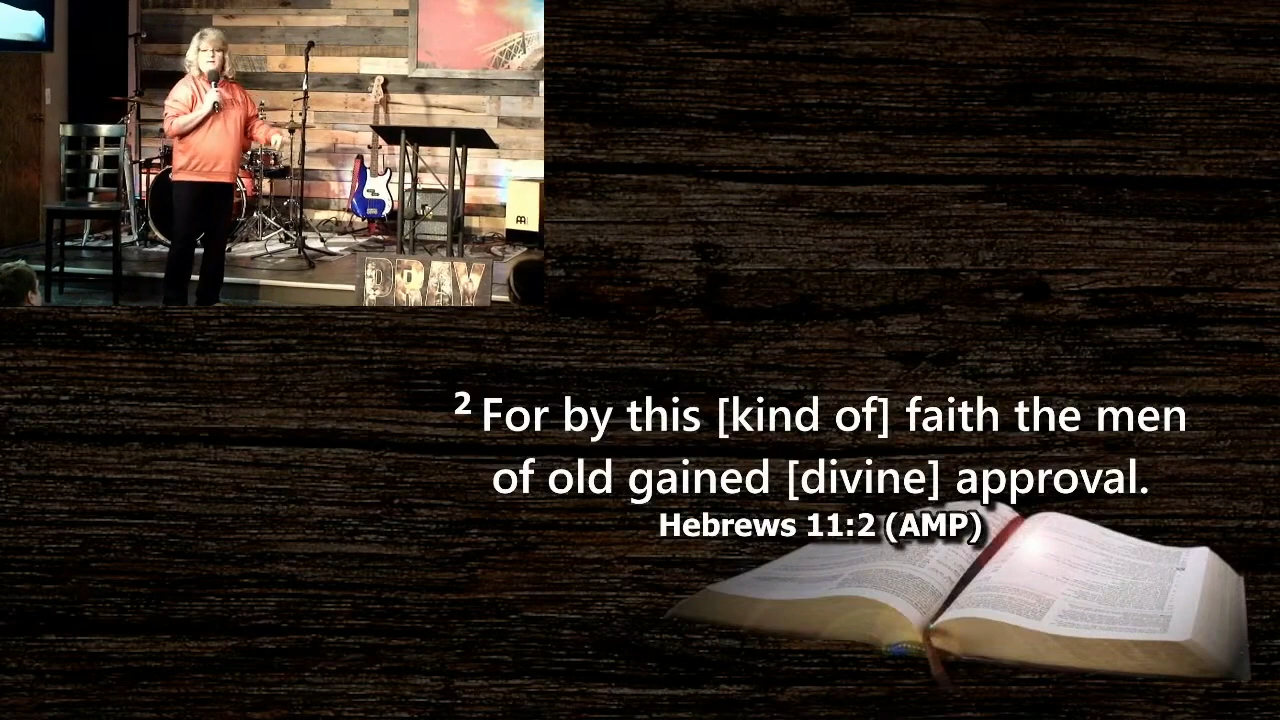 PRAY
² For by this [kind of] faith the men
of old gained [divine] approval.
Hebrews 11:2 (AMP)